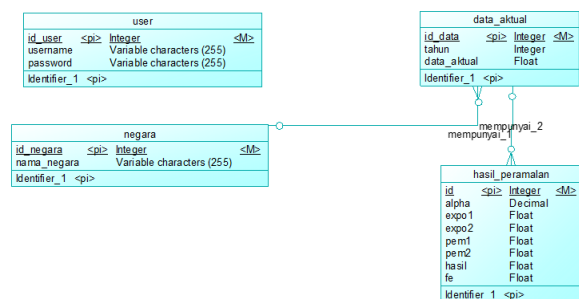 user
id_user <pi> Integer <M>
username Variable characters (255)
password Variable characters (255)
Identifier_1 <pi>
data_aktual
id_data <pi> Integer <M>
tahun Integer
data_aktual Float
Identifier_1 <pi>
negara
id_negara <pi> Integer <M>
nama_negara Variable characters (255)
Identifier_1 <pi>
mempunyai_2
mempunyai_1
hasil_peramalan
id <pi> Integer <M>
alpha Decimal
expo1 Float
expo2 Float
pem1 Float
pem2 Float
hasil Float
fe Float
Identifier_1 <pi>